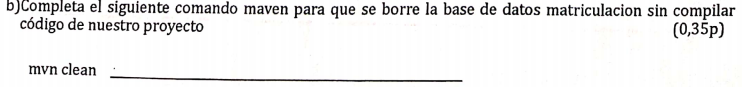 b)Completa el siguiente comando maven para que se borre la base de datos matriculacion sin compilar
código de nuestro proyecto (0,35p)
mvn clean